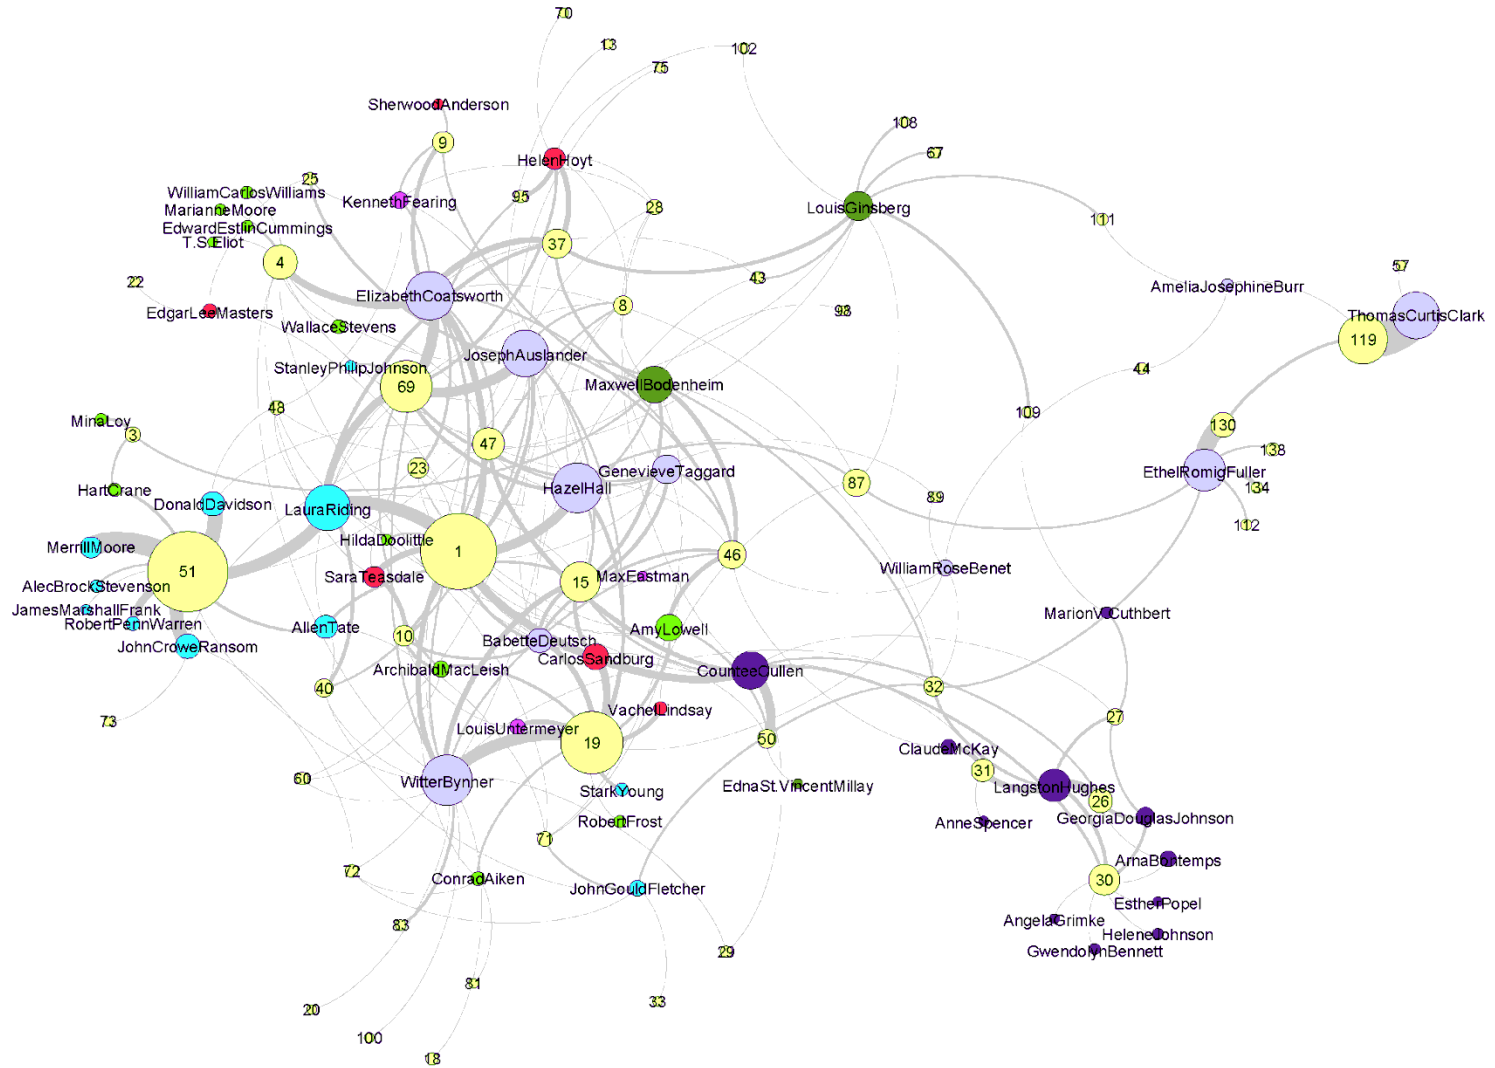 70
13
102
75
SherwoodAnderson
108
9
67
HelenHoyt
25
WilliamCarlosWilliams
95
KennethFearing
28
LouisGinsberg
MarianneMoore
111
EdwardEstlinCummings
T.S.Eliot
37
4
57
22
43
AmeliaJosephineBurr
ElizabethCoatsworth
8
98
EdgarLeeMasters
ThomasCurtisClark
WallaceStevens
119
JosephAuslander
StanleyPhilipJohnson
44
69
MaxwellBodenheim
48
109
MinaLoy
3
130
47
138
23
GenevieveTaggard
EthelRomigFuller
87
HartCrane
HazelHall
134
DonaldDavidson
89
LauraRiding
112
HildaDoolittle
MerrillMoore
1
46
51
SaraTeasdale
15
MaxEastman
WilliamRoseBenet
AlecBrockStevenson
JamesMarshallFrank
MarionV.Cuthbert
RobertPennWarren
AllenTate
AmyLowell
10
BabetteDeutsch
JohnCroweRansom
CarlosSandburg
ArchibaldMacLeish
CounteeCullen
40
32
VachelLindsay
73
27
LouisUntermeyer
50
19
ClaudeMcKay
31
60
WitterBynner
EdnaSt.VincentMillay
LangstonHughes
StarkYoung
26
GeorgiaDouglasJohnson
RobertFrost
AnneSpencer
71
ArnaBontemps
72
ConradAiken
30
JohnGouldFletcher
EstherPopel
AngelaGrimke
83
HeleneJohnson
29
GwendolynBennett
81
33
20
100
18